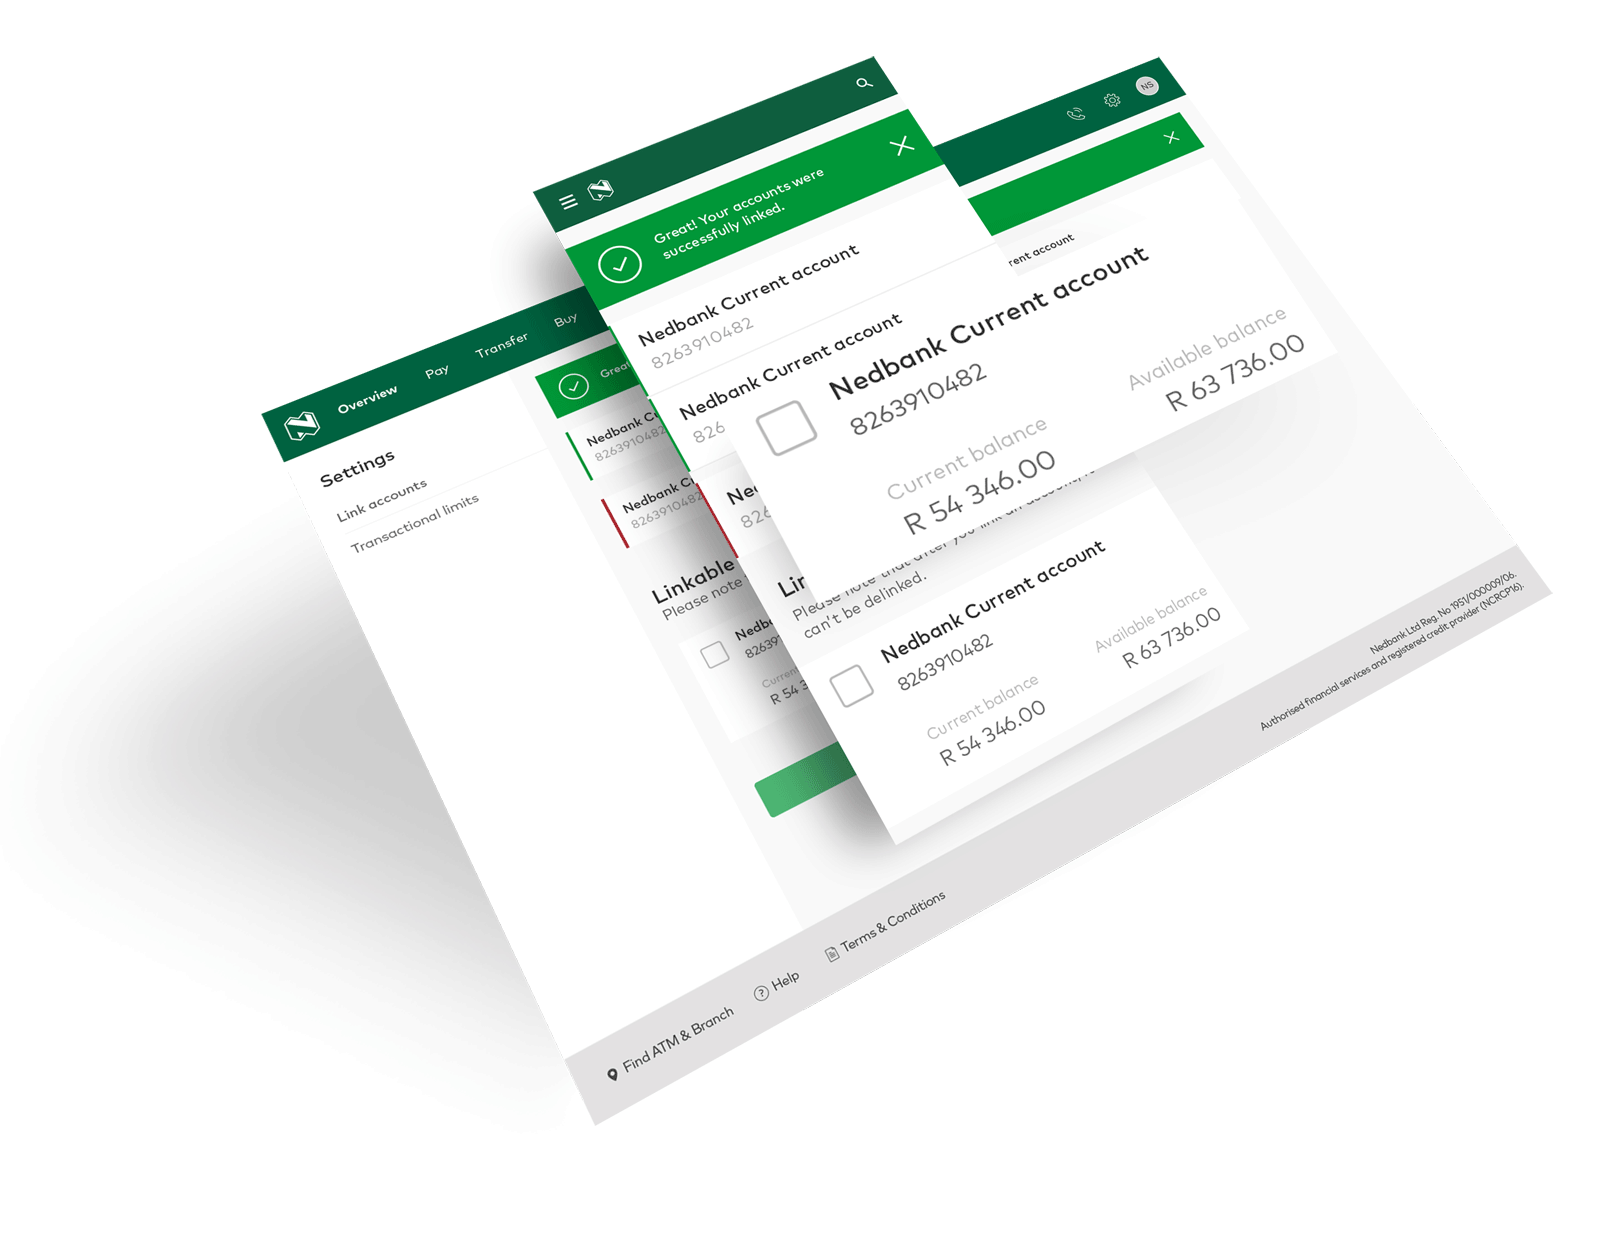 NS
Great! Your accounts were
successfully linked.
Nedbank Current account
8263910482
Nedbank Current account
826
Nedbank Current account
8263910482
Current balance
R 54 346.00
Available balance
R 63 736.00
Please note that after you link an account,
can't be delinked.
Nedbank Current account
8263910482
Current balance
R 54 346.00
Available balance
R 63 736.00
Overview
Pay
Transfer
Buy
Settings
Link accounts
Transactional limits
Great
Nedbank Cu
8263910482
Nedbank C
8263910482
Linkable
Please note
Nedb
82639
Current
R 54 3
rent account
Ne
826
Lin
Find ATM & Branch
Help
Terms & Conditions
Nedbank Ltd Reg. No 1951/000009/06.
Authorised financial services and registered credit provider (NCRCP16).